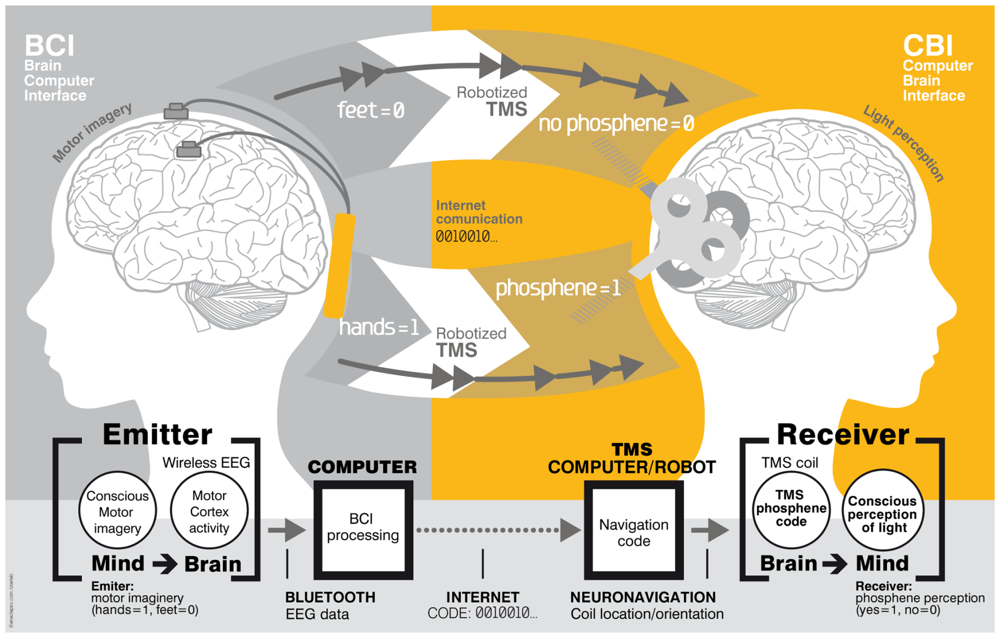 BCI
Brain
Computer
Interface
Motor imagery
feet=0
Robotized
TMS
no phosphene=0
CBI
Computer
Brain
Interface
Light perception
Internet
comunication
0010010...
phosphene=1
hands=1
Robotized
TMS
Emitter
Wireless EEG
Conscious
Motor
imagery
Motor
Cortex
activity
Mind
Brain
Emiter:
motor imaginery
(hands=1, feet=0)
COMPUTER
BCI
processing
BLUETOOTH
EEG data
INTERNET
CODE: 0010010...
TMS
COMPUTER/ROBOT
Navigation
code
NEURONAVIGATION
Coil location/orientation
Receiver
TMS coil
TMS
phosphene
code
Conscious
perception
of light
Brain
Mind
Receiver:
phosphene perception
(yes=1, no=0)
©anaclapes.com/starlab